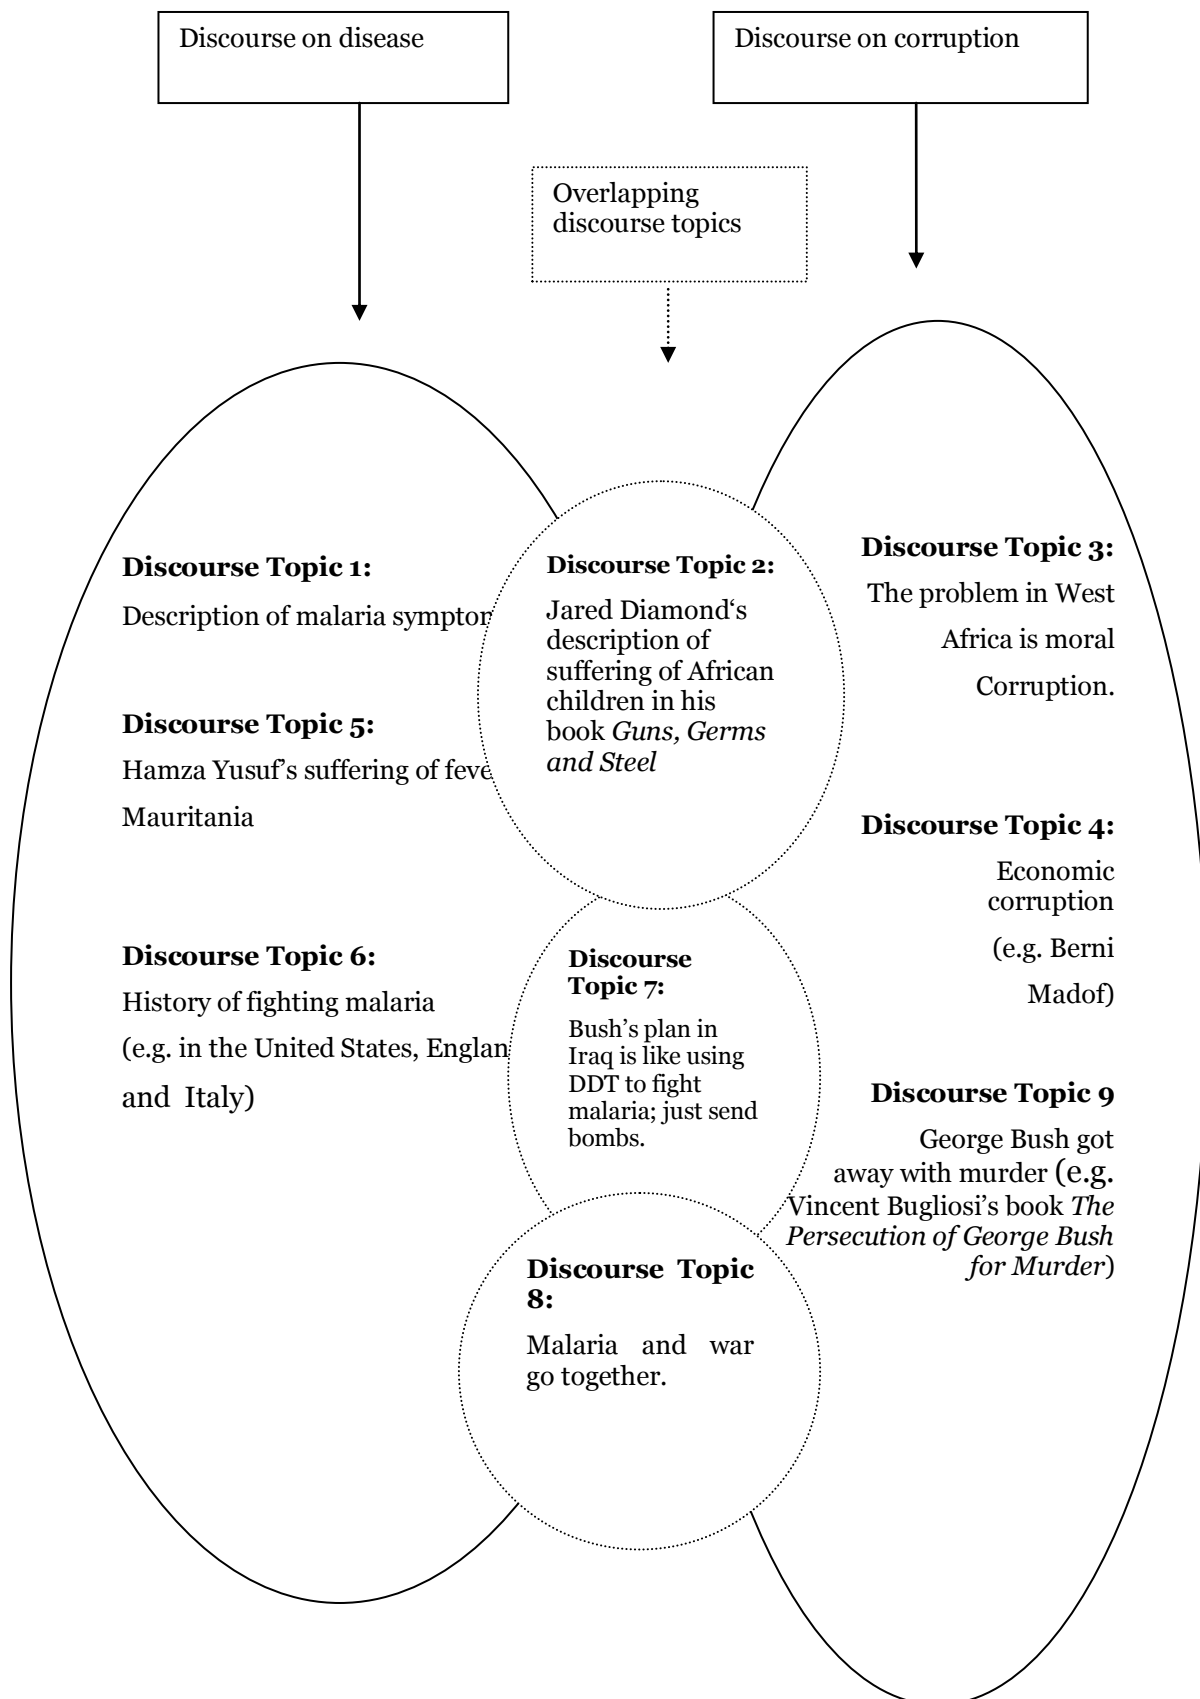 Discourse on disease
Discourse on corruption
Overlapping
discourse topics
Discourse Topic 1:
Description of malaria symptor
Discourse Topic 5:
Hamza Yusuf’s suffering of feve
Mauritania
Discourse Topic 6:
History of fighting malaria
(e.g. in the United States, Englan
and Italy)
Discourse Topic 2:
Jared Diamond‘s
description of
suffering of African
children in his
book Guns, Germs
and Steel
Discourse
Topic 7:
Bush’s plan in
Iraq is like using
DDT to fight
malaria; just send
bombs.
Discourse Topic
8:
Malaria and war
go together.
Discourse Topic 3:
The problem in West
Africa is moral
Corruption.
Discourse Topic 4:
Economic
corruption
(e.g. Berni
Madof)
Discourse Topic 9
George Bush got
away with murder (e.g.
Vincent Bugliosi’s book The
Persecution of George Bush
for Murder)